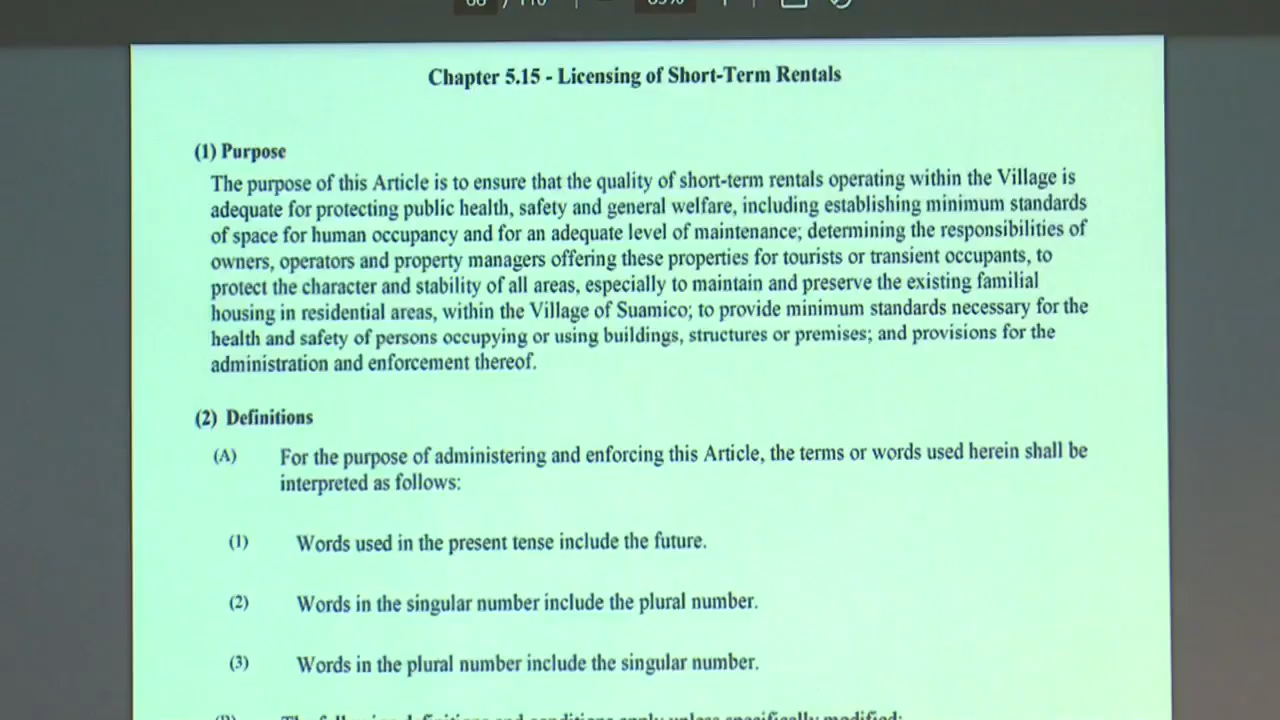 Chapter 5.15 - Licensing of Short-Term Rentals
(1) Purpose
The purpose of this Article is to ensure that the quality of short-term rentals operating within the Village is
adequate for protecting public health, safety and general welfare, including establishing minimum standards
of space for human occupancy and for an adequate level of maintenance; determining the responsibilities of
owners, operators and property managers offering these properties for tourists or transient occupants, to
protect the character and stability of all areas, especially to maintain and preserve the existing familial
housing in residential areas, within the Village of Suamico; to provide minimum standards necessary for the
health and safety of persons occupying or using buildings, structures or premises; and provisions for the
administration and enforcement thereof.
(2) Definitions
(A) For the purpose of administering and enforcing this Article, the terms or words used herein shall be
interpreted as follows:
(1) Words used in the present tense include the future.
(2) Words in the singular number include the plural number.
(3) Words in the plural number include the singular number.
(B) The following definitions and conditions apply unless specifically modified: